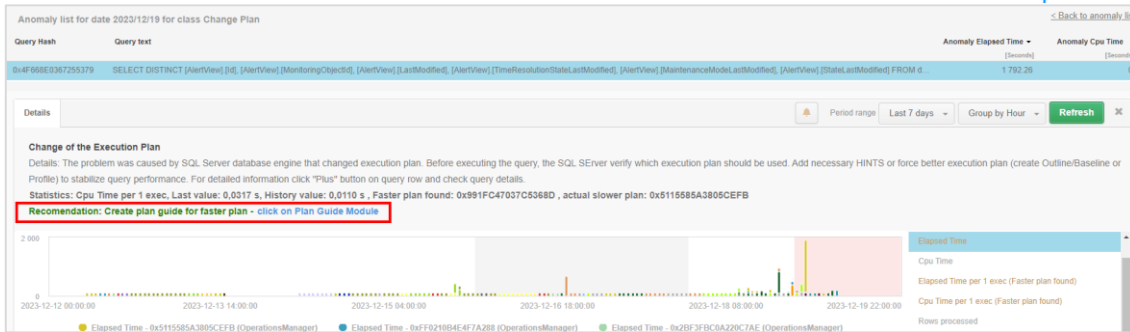 Anomaly list for date 2023/12/19 for class Change Plan
< Back to anomaly li
Query Hash Query text Anomaly Elapsed Time Anomaly Cpu Time
[Seconds] [Second
0x4F668E0367255379 SELECT DISTINCT [AlertView].[Id], [AlertView].[MonitoringObjectId], [AlertView].[LastModified], [AlertView].[TimeResolutionStateLastModified], [AlertView].[MaintenanceModeLastModified], [AlertView].[StateLastModified] FROM d... 1 792.26
Details Period range Last 7 days Group by Hour Refresh
Change of the Execution Plan
Details: The problem was caused by SQL Server database engine that changed execution plan. Before executing the query, the SQL SErver verify which execution plan should be used. Add necessary HINTS or force better execution plan (create Outline/Baseline or
Profile) to stabilize query performance. For detailed information click "Plus" button on query row and check query details.
Statistics: Cpu Time per 1 exec, Last value: 0,0317 s, History value: 0,0110 s , Faster plan found: 0x991FC47037C5368D , actual slower plan: 0x5115585A3805CEFB
Recomendation: Create plan guide for faster plan - click on Plan Guide Module
2 000
0
2023-12-12 00:00:00 2023-12-13 14:00:00 2023-12-15 04:00:00 2023-12-16 18:00:00 2023-12-18 08:00:00 2023-12-19 22:00:00
Elapsed Time - 0x5115585A3805CEFB (OperationsManager) Elapsed Time - 0xFF9210B4E4F7A288 (OperationsManager) Elapsed Time - 0x2BF3FBC0A220C7AE (OperationsManager)
Elapsed Time
Cpu Time
Elapsed Time per 1 exec (Faster plan found)
Cpu Time per 1 exec (Faster plan found)
Rows processed